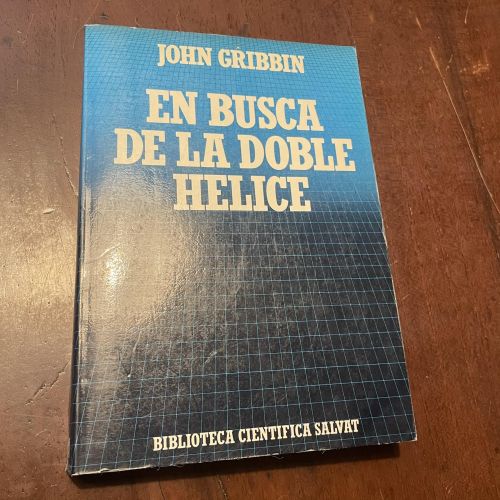 JOHN GRIBBIN
EN BUSCA
DE LA DOBLE
HELICE
BIBLIOTECA CIENTIFICA SALVAT